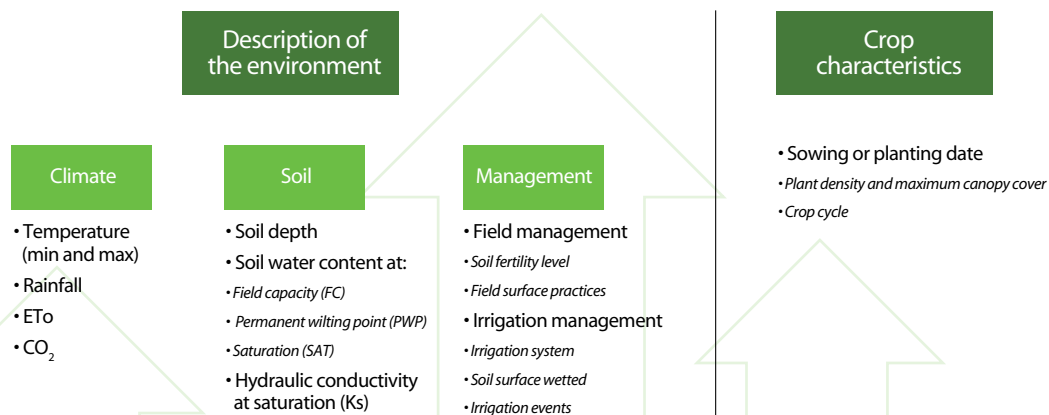 Description of
the environment
Crop
characteristics
Climate
• Temperature
(min and max)
• Rainfall
• ETo
• CO₂
Soil
• Soil depth
• Soil water content at:
• Field capacity (FC)
• Permanent wilting point (PWP)
• Saturation (SAT)
• Hydraulic conductivity
at saturation (Ks)
Management
• Field management
• Soil fertility level
• Field surface practices
• Irrigation management
• Irrigation system
• Soil surface wetted
• Irrigation events
• Sowing or planting date
• Plant density and maximum canopy cover
• Crop cycle